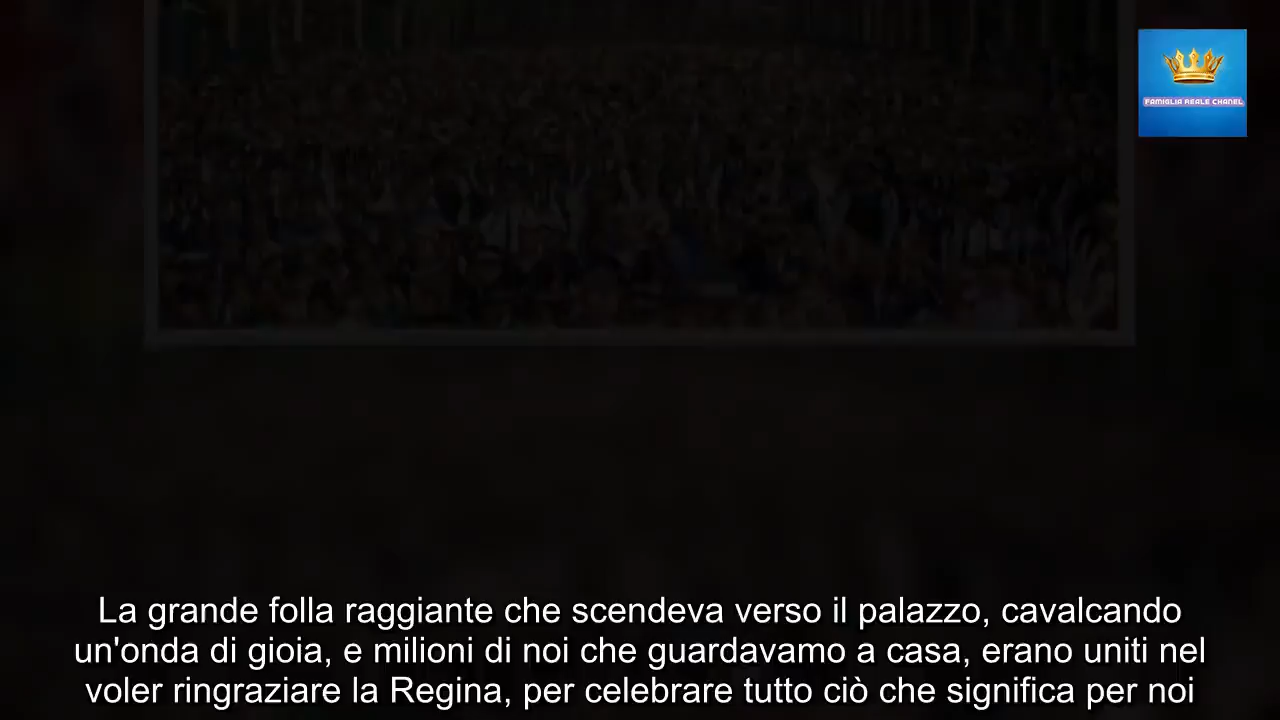 FAMIGLIA REALE CHANEL
La grande folla raggiante che scendeva verso il palazzo, cavalcando
un'onda di gioia, e milioni di noi che guardavamo a casa, erano uniti nel
voler ringraziare la Regina, per celebrare tutto ciò che significa per noi